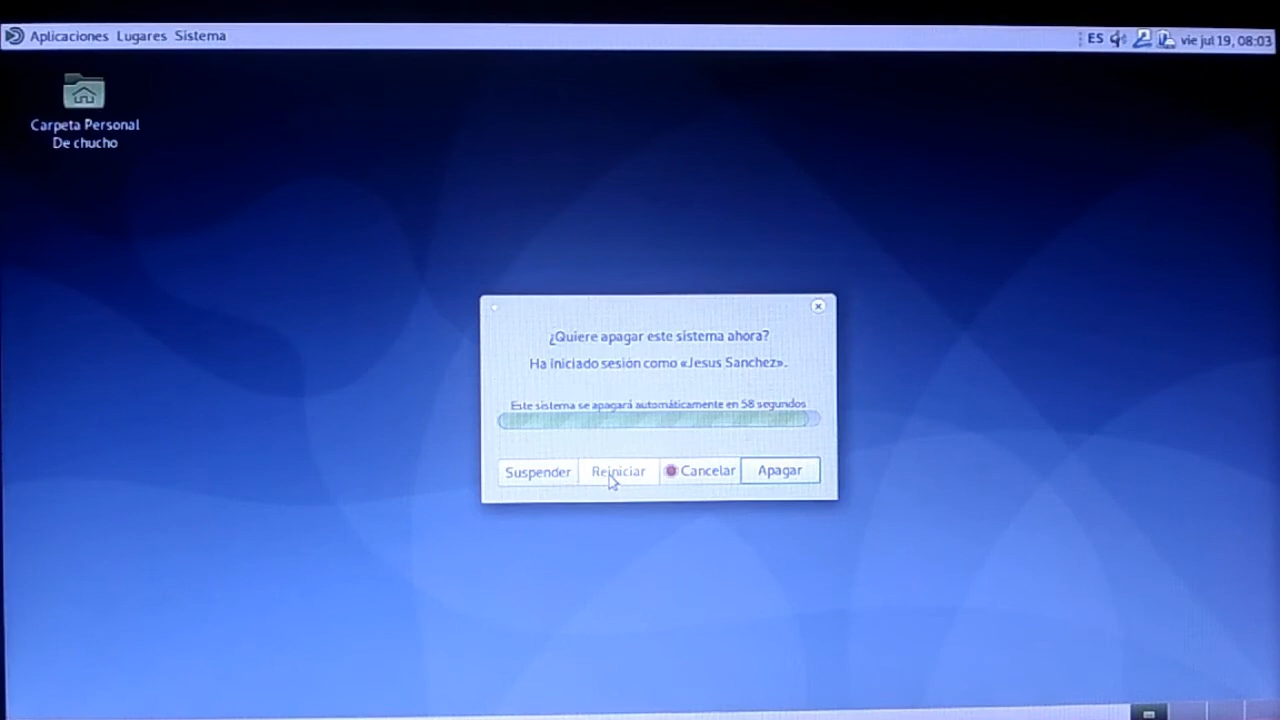 Aplicaciones Lugares Sistema
ES
vie jul 19, 08:03
Carpeta Personal
De chucho
¿Quiere apagar este sistema ahora?
Ha iniciado sesión como «Jesus Sanchez».
Este sistema se apagará automáticamente en 58 segundos
Suspender Reiniciar Cancelar Apagar